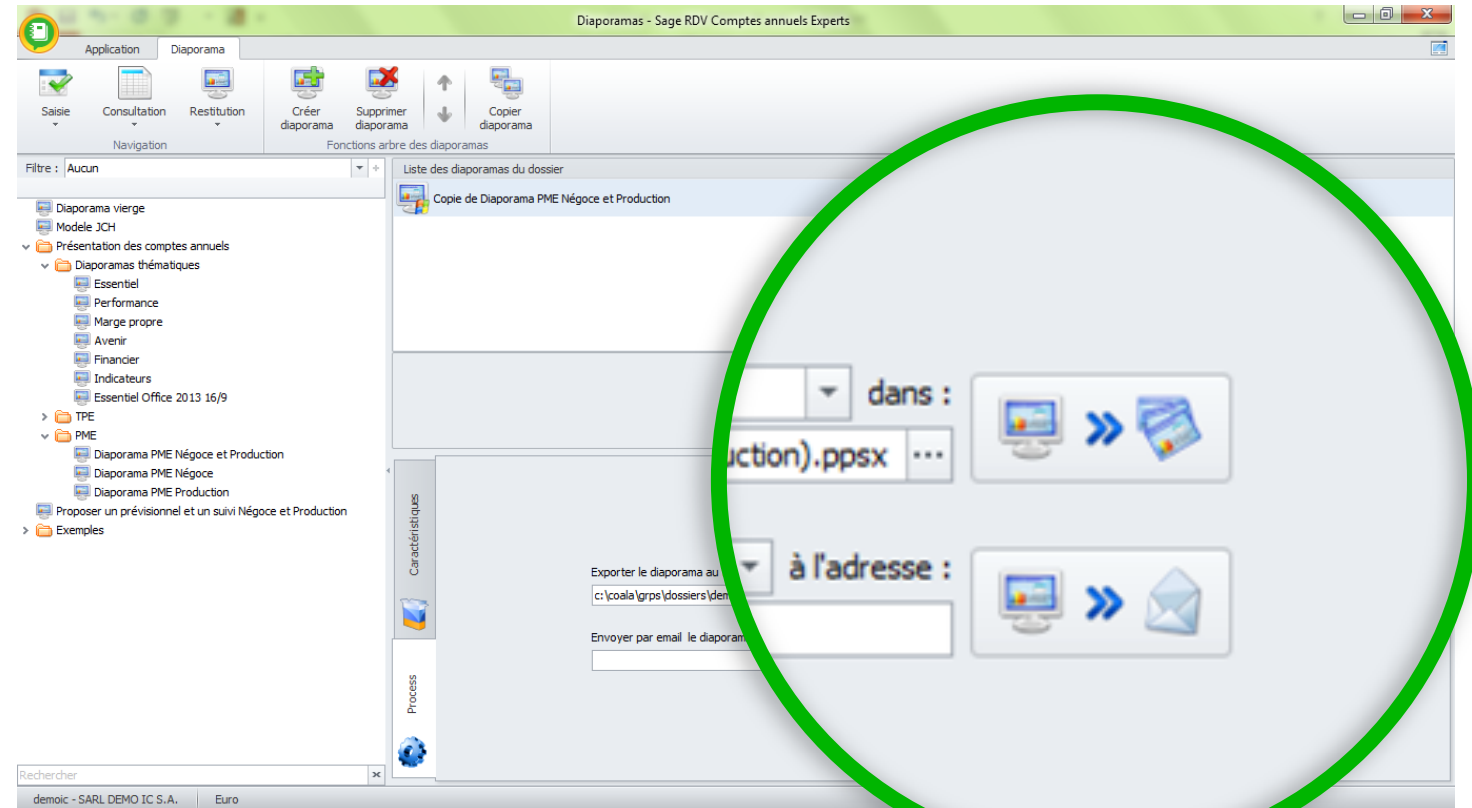 Diaporamas - Sage RDV Comptes annuels Experts
Application Diaporama
Saisie Consultation Restitution Créer diaporama Supprimer diaporama Copier diaporama
Navigation Fonctions arbre des diaporamas
Filtre : Aucun
Liste des diaporamas du dossier
Copie de Diaporama PME Négoce et Production
Diaporama vierge
Modele JCH
Présentation des comptes annuels
Diaporamas thématiques
Essentiel
Performance
Marge propre
Avenir
Financier
Indicateurs
Essentiel Office 2013 16/9
TPE
PME
Diaporama PME Négoce et Production
Diaporama PME Négoce
Diaporama PME Production
Proposer un prévisionnel et un suivi Négoce et Production
Exemples
Caractéristiques
Process
Exporter le diaporama au
c:\coala\grps\dossiers\dem
Envoyer par email le diaporam
dans :
uction).ppsx ...
à l'adresse :
Rechercher
demoic - SARL DEMO IC S.A. Euro